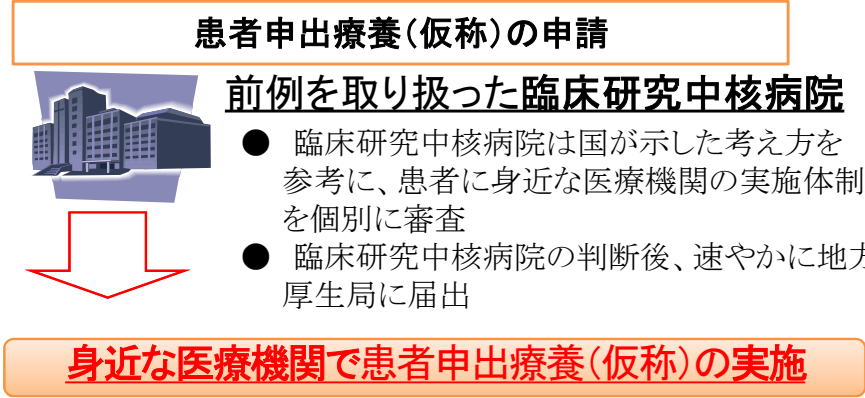 患者申出療養(仮称)の申請
前例を取り扱った臨床研究中核病院
● 臨床研究中核病院は国が示した考え方を
参考に、患者に身近な医療機関の実施体制
を個別に審査
● 臨床研究中核病院の判断後、速やかに地方
厚生局に届出
身近な医療機関で患者申出療養(仮称)の実施